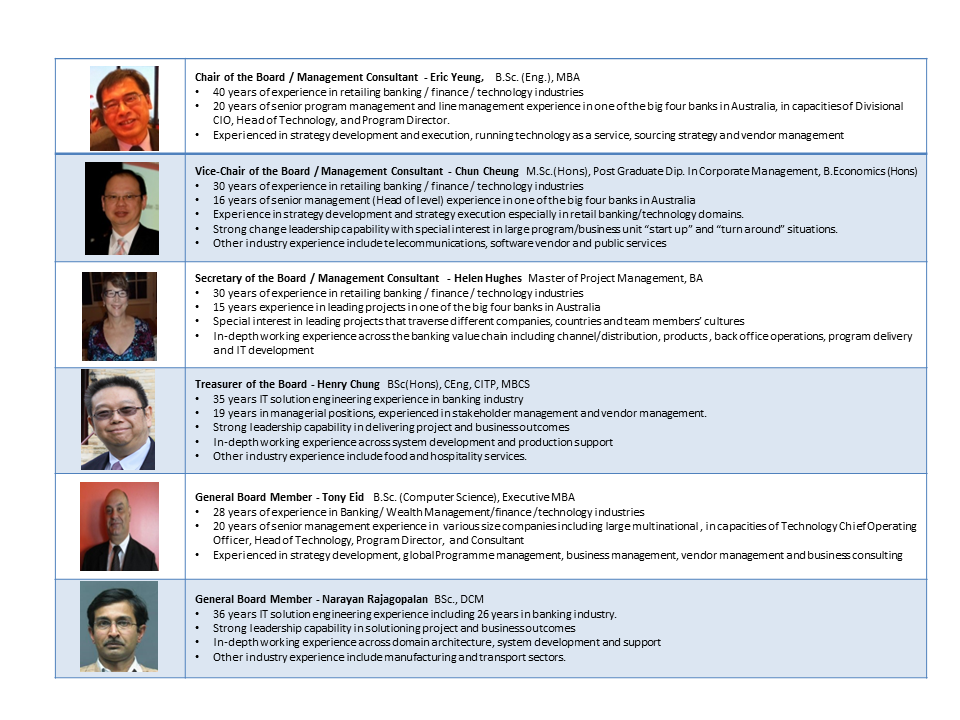 Chair of the Board / Management Consultant - Eric Yeung, B.Sc. (Eng.), MBA
• 40 years of experience in retailing banking / finance / technology industries
• 20 years of senior program management and line management experience in one of the big four banks in Australia, in capacities of Divisional
CIO, Head of Technology, and Program Director.
• Experienced in strategy development and execution, running technology as a service, sourcing strategy and vendor management
Vice-Chair of the Board / Management Consultant - Chun Cheung M.Sc.(Hons), Post Graduate Dip. In Corporate Management, B.Economics (Hons)
• 30 years of experience in retailing banking / finance / technology industries
• 16 years of senior management (Head of level) experience in one of the big four banks in Australia
• Experience in strategy development and strategy execution especially in retail banking/technology domains.
• Strong change leadership capability with special interest in large program/business unit “start up” and “turn around” situations.
• Other industry experience include telecommunications, software vendor and public services
Secretary of the Board / Management Consultant - Helen Hughes Master of Project Management, BA
• 30 years of experience in retailing banking / finance / technology industries
• 15 years experience in leading projects in one of the big four banks in Australia
• Special interest in leading projects that traverse different companies, countries and team members’ cultures
• In-depth working experience across the banking value chain including channel/distribution, products , back office operations, program delivery
and IT development
Treasurer of the Board - Henry Chung BSc(Hons), CEng, CITP, MBCS
• 35 years IT solution engineering experience in banking industry
• 19 years in managerial positions, experienced in stakeholder management and vendor management.
• Strong leadership capability in delivering project and business outcomes
• In-depth working experience across system development and production support
• Other industry experience include food and hospitality services.
General Board Member - Tony Eid B.Sc. (Computer Science), Executive MBA
• 28 years of experience in Banking/ Wealth Management/finance /technology industries
• 20 years of senior management experience in various size companies including large multinational , in capacities of Technology Chief Operating
Officer, Head of Technology, Program Director, and Consultant
• Experienced in strategy development, global Programme management, business management, vendor management and business consulting
General Board Member - Narayan Rajagopalan BSc., DCM
• 36 years IT solution engineering experience including 26 years in banking industry.
• Strong leadership capability in solutioning project and business outcomes
• In-depth working experience across domain architecture, system development and support
• Other industry experience include manufacturing and transport sectors.